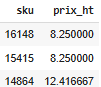 sku prix_ht
16148 8.250000
15415 8.250000
14864 12.416667